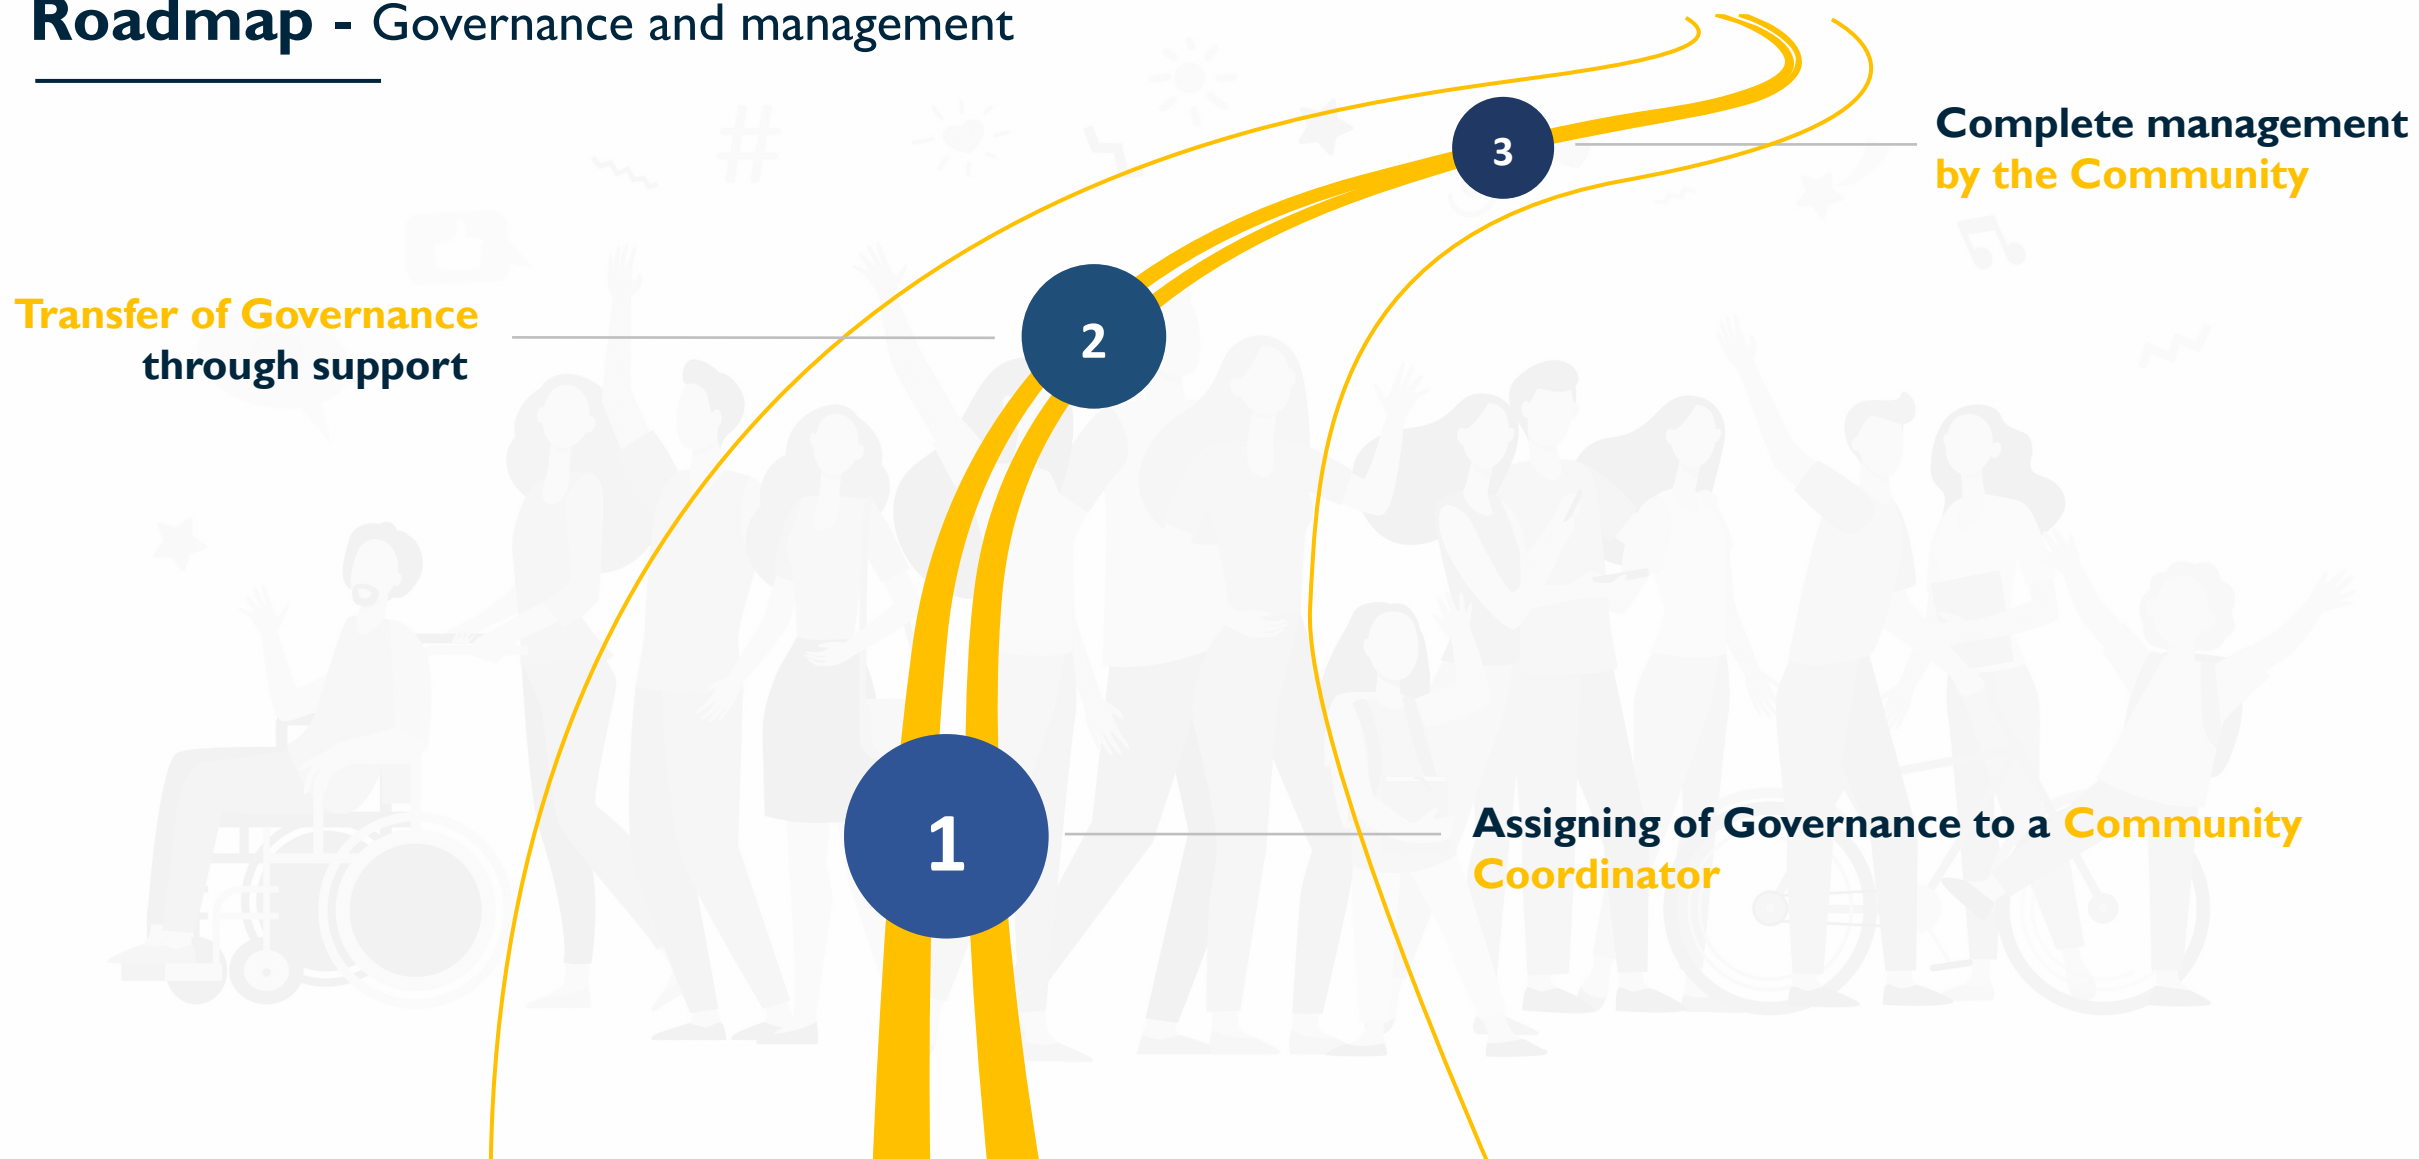 Roadmap - Governance and management
3
Complete management
by the Community
Transfer of Governance
through support
2
1
Assigning of Governance to a Community
Coordinator